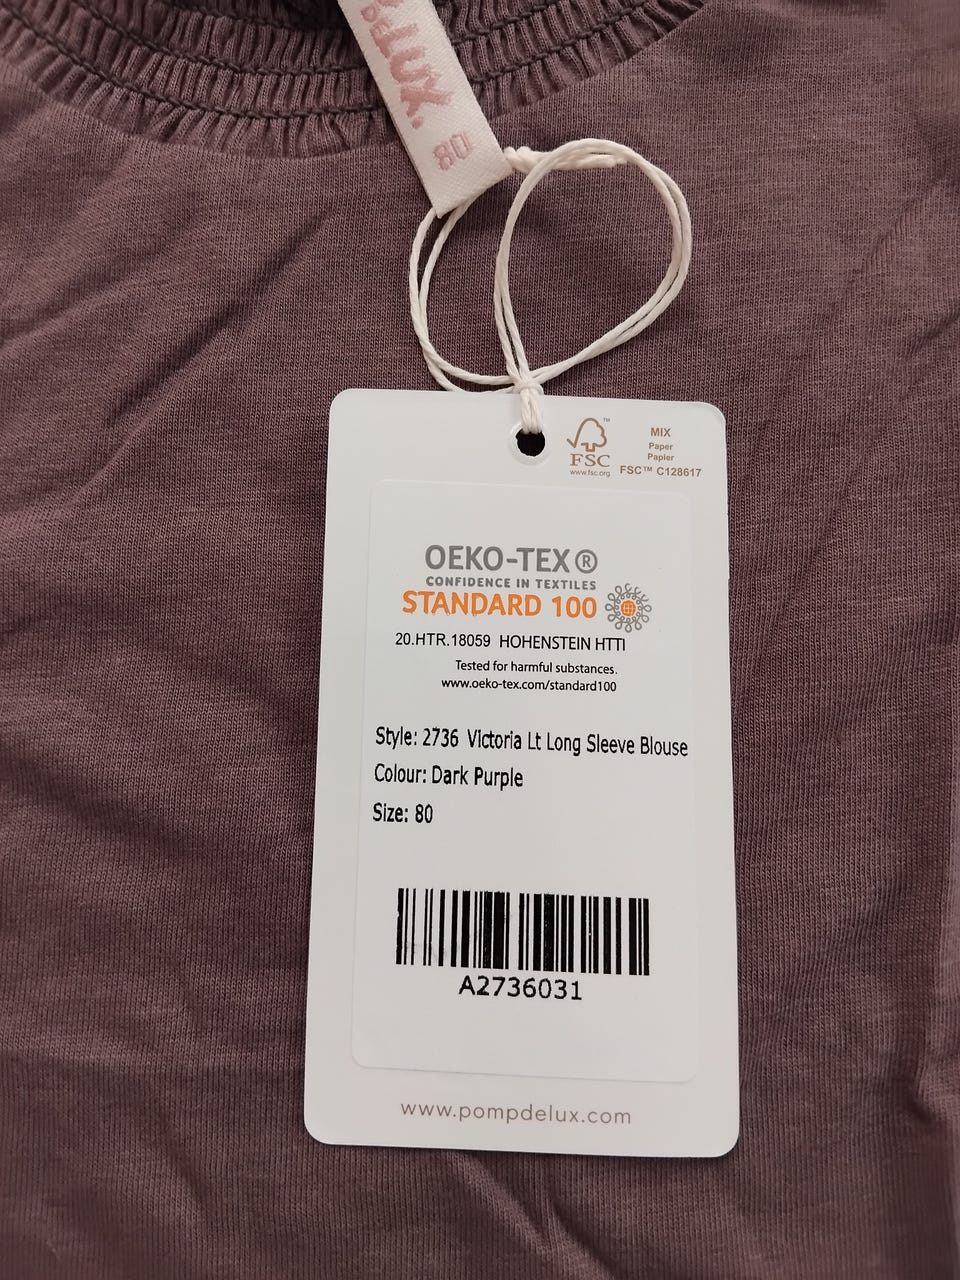 DELUX.
80
FSC
™
www.fsc.org
MIX
Paper
Papier
FSC™ C128617
OEKO-TEX®
CONFIDENCE IN TEXTILES
STANDARD 100
20.HTR.18059 HOHENSTEIN HTTI
Tested for harmful substances.
www.oeko-tex.com/standard100
Style: 2736 Victoria Lt Long Sleeve Blouse
Colour: Dark Purple
Size: 80
A2736031
www.pompdelux.com